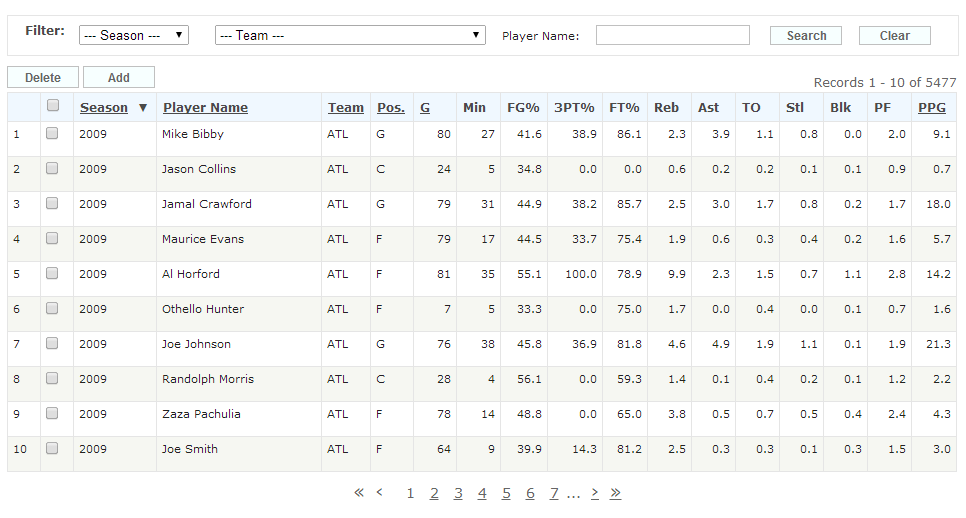 Filter: --- Season --- --- Team --- Player Name: Search Clear
Delete Add
Records 1 - 10 of 5477
Season ▼ Player Name Team Pos. G Min FG% 3PT% FT% Reb Ast TO Stl Blk PF PPG
1 2009 Mike Bibby ATL G 80 27 41.6 38.9 86.1 2.3 3.9 1.1 0.8 0.0 2.0 9.1
2 2009 Jason Collins ATL C 24 5 34.8 0.0 0.0 0.6 0.2 0.2 0.1 0.1 0.9 0.7
3 2009 Jamal Crawford ATL G 79 31 44.9 38.2 85.7 2.5 3.0 1.7 0.8 0.2 1.7 18.0
4 2009 Maurice Evans ATL F 79 17 44.5 33.7 75.4 1.9 0.6 0.3 0.4 0.2 1.6 5.7
5 2009 Al Horford ATL F 81 35 55.1 100.0 78.9 9.9 2.3 1.5 0.7 1.1 2.8 14.2
6 2009 Othello Hunter ATL F 7 5 33.3 0.0 75.0 1.7 0.0 0.4 0.0 0.1 0.7 1.6
7 2009 Joe Johnson ATL G 76 38 45.8 36.9 81.8 4.6 4.9 1.9 1.1 0.1 1.9 21.3
8 2009 Randolph Morris ATL C 28 4 56.1 0.0 59.3 1.4 0.1 0.4 0.2 0.1 1.2 2.2
9 2009 Zaza Pachulia ATL F 78 14 48.8 0.0 65.0 3.8 0.5 0.7 0.5 0.4 2.4 4.3
10 2009 Joe Smith ATL F 64 9 39.9 14.3 81.2 2.5 0.3 0.3 0.1 0.3 1.5 3.0
« < 1 2 3 4 5 6 7 ... > »